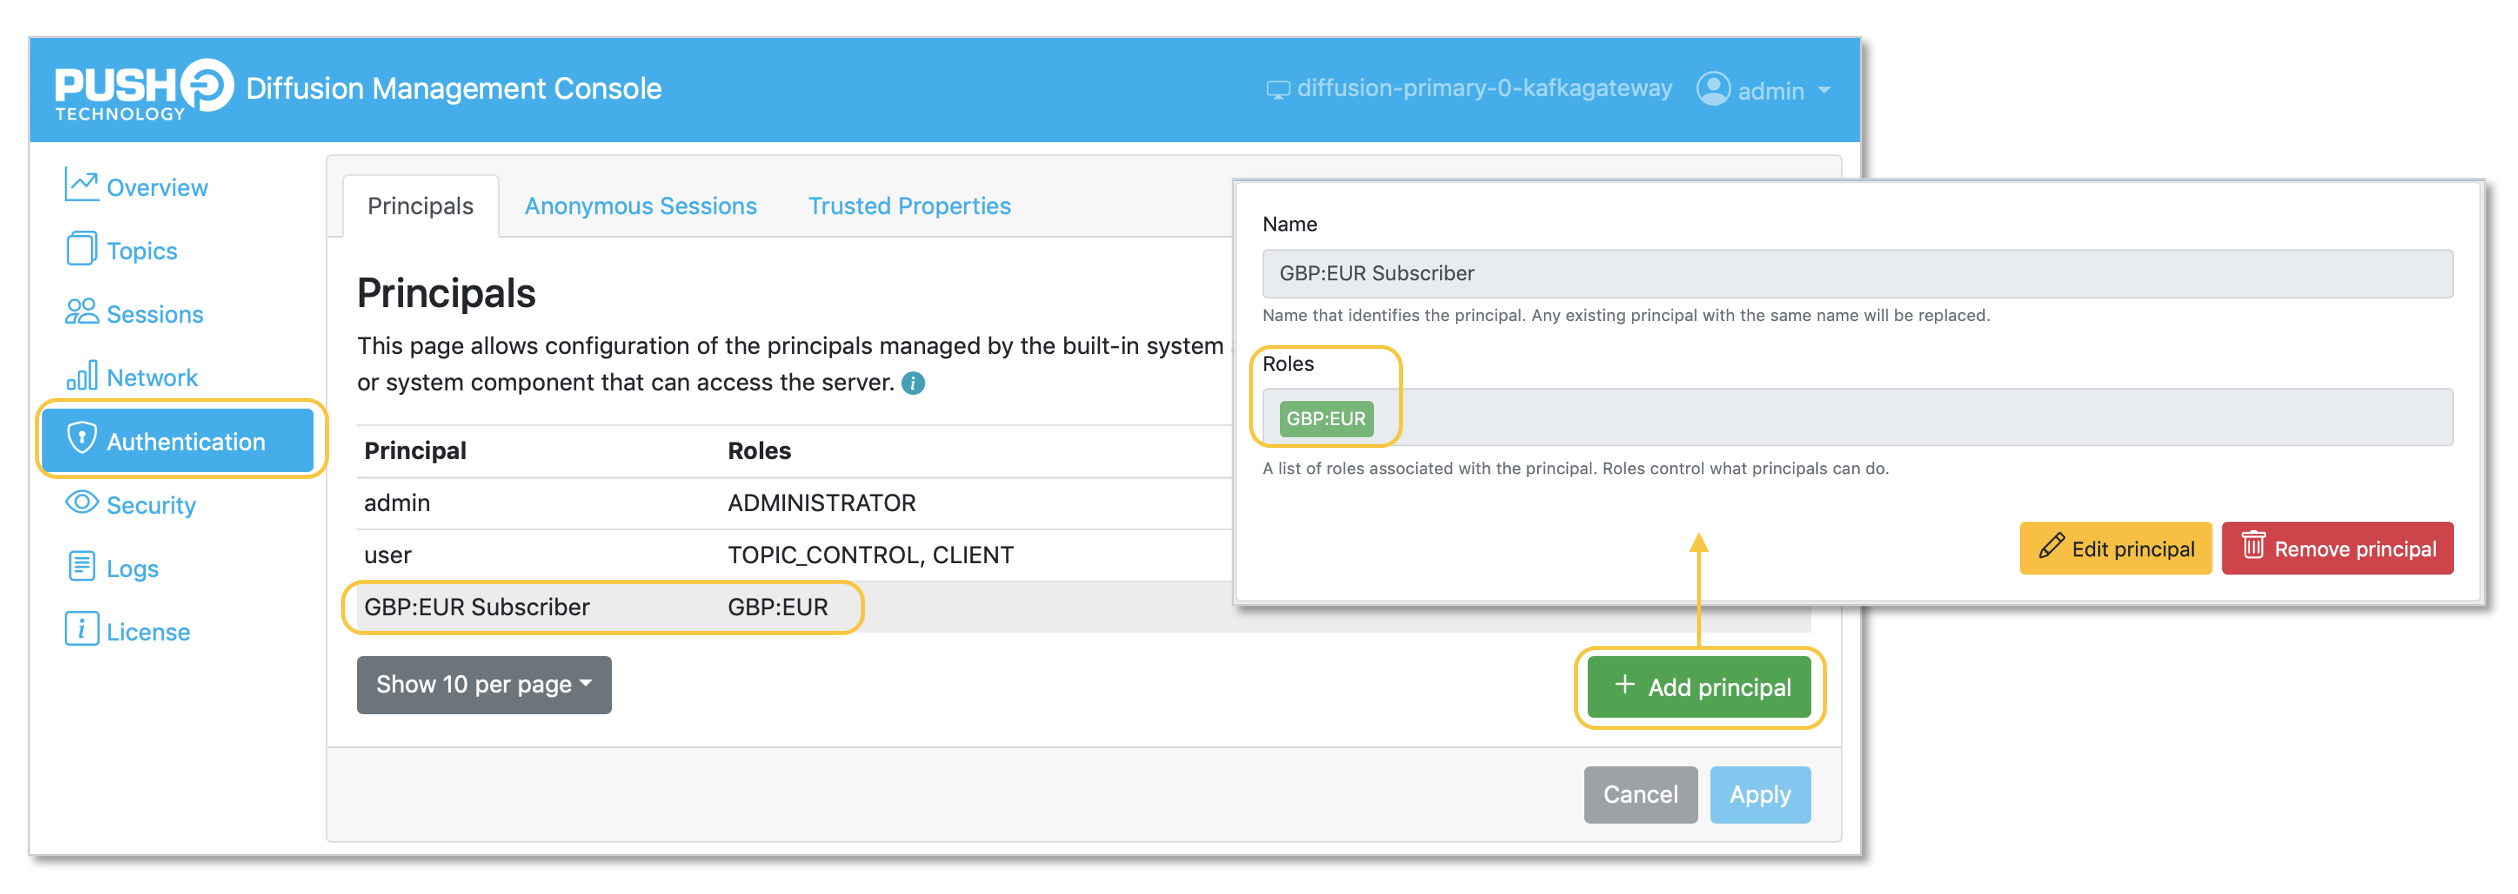 PUSH
TECHNOLOGY
Diffusion Management Console
diffusion-primary-0-kafkagateway
admin
Overview
Topics
Sessions
Network
Authentication
Security
Logs
License
Principals
Anonymous Sessions
Trusted Properties
Principals
This page allows configuration of the principals managed by the built-in system
or system component that can access the server.
Principal Roles
admin ADMINISTRATOR
user TOPIC_CONTROL, CLIENT
GBP:EUR Subscriber GBP:EUR
Show 10 per page
+ Add principal
Cancel
Apply
Name
GBP:EUR Subscriber
Name that identifies the principal. Any existing principal with the same name will be replaced.
Roles
GBP:EUR
A list of roles associated with the principal. Roles control what principals can do.
Edit principal
Remove principal